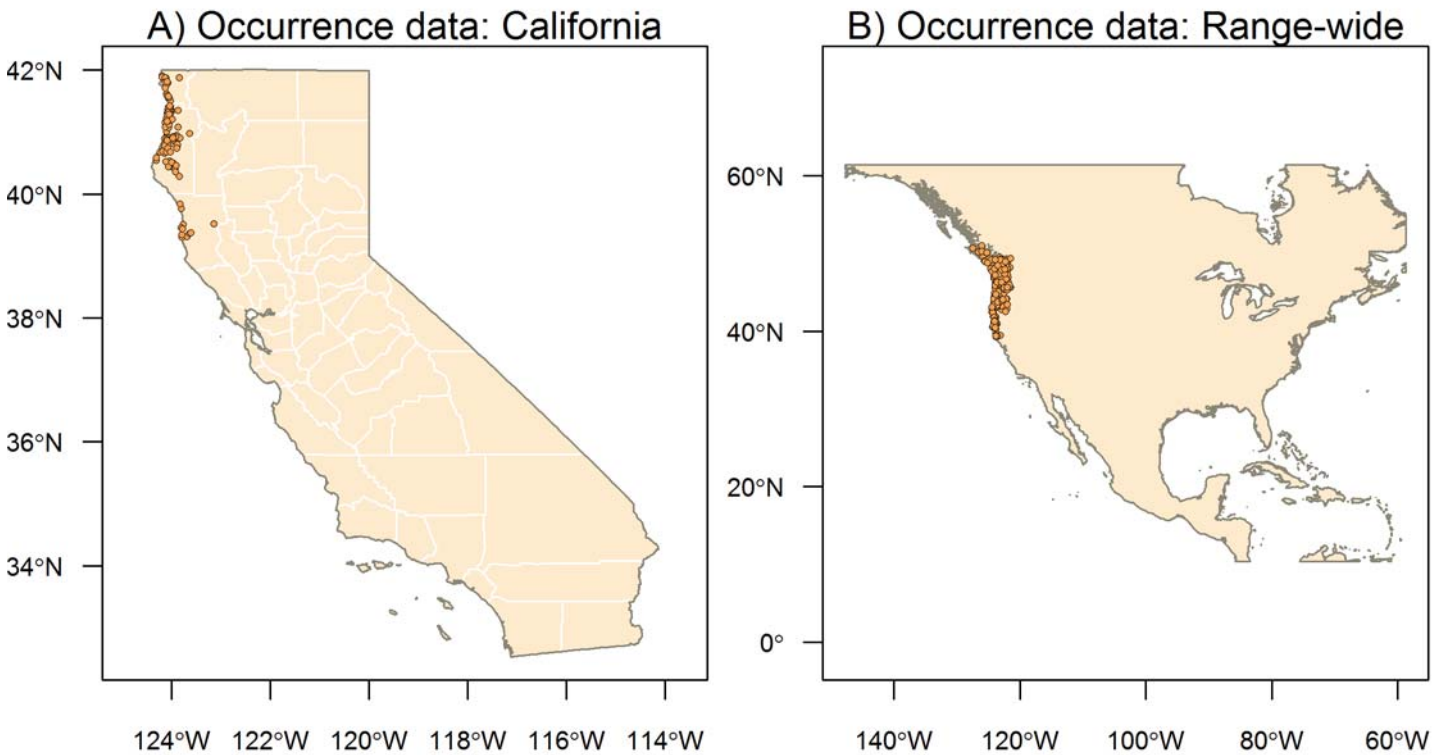 A) Occurrence data: California
42°N
40°N
38°N
36°N
34°N
124°W 122°W 120°W 118°W 116°W 114°W
B) Occurrence data: Range-wide
60°N
40°N
20°N
0°
140°W 120°W 100°W 80°W 60°W